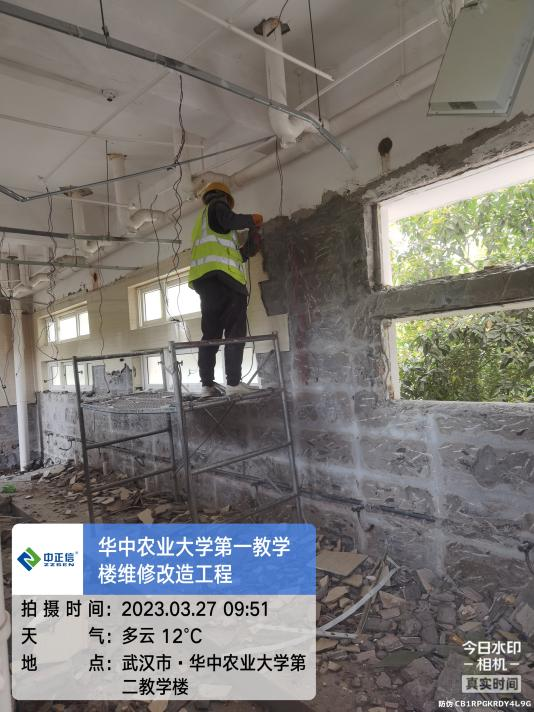 中正信
ZZSEN
华中农业大学第一教学
楼维修改造工程
拍摄时间：2023.03.27 09:51
天气：多云 12°C
地点：武汉市·华中农业大学第
二教学楼
今日水印
相机
真实时间
防伪 CB1RPGKRDY4L9G